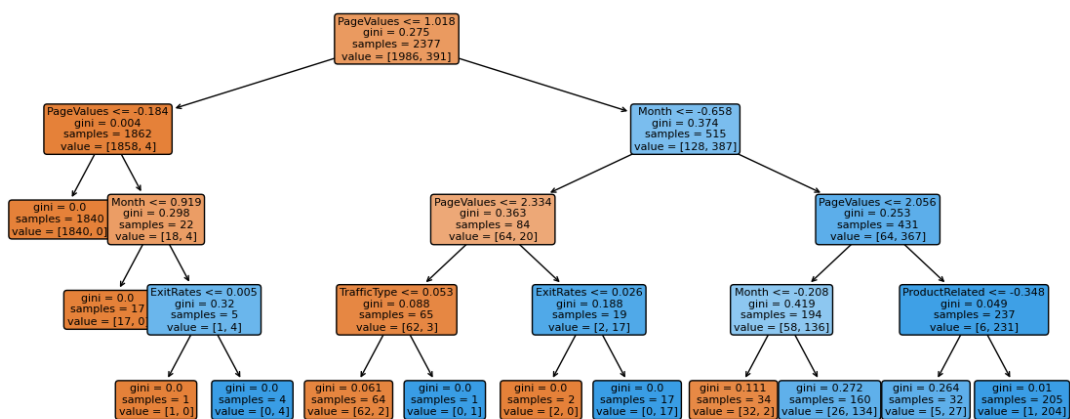 PageValues <= 1.018
gini = 0.275
samples = 2377
value = [1986, 391]
PageValues <= -0.184
gini = 0.004
samples = 1862
value = [1858, 4]
Month <= -0.658
gini = 0.374
samples = 515
value = [128, 387]
gini = 0.0
samples = 1840
value = [1840, 0]
Month <= 0.919
gini = 0.298
samples = 22
value = [18, 4]
PageValues <= 2.334
gini = 0.363
samples = 84
value = [64, 20]
PageValues <= 2.056
gini = 0.253
samples = 431
value = [64, 367]
gini = 0.0
samples = 17
value = [17, 0]
ExitRates <= 0.005
gini = 0.32
samples = 5
value = [1, 4]
TrafficType <= 0.053
gini = 0.088
samples = 65
value = [62, 3]
ExitRates <= 0.026
gini = 0.188
samples = 19
value = [2, 17]
Month <= -0.208
gini = 0.419
samples = 194
value = [58, 136]
ProductRelated <= -0.348
gini = 0.049
samples = 237
value = [6, 231]
gini = 0.0
samples = 1
value = [1, 0]
gini = 0.0
samples = 4
value = [0, 4]
gini = 0.061
samples = 64
value = [62, 2]
gini = 0.0
samples = 1
value = [0, 1]
gini = 0.0
samples = 2
value = [2, 0]
gini = 0.0
samples = 17
value = [0, 17]
gini = 0.111
samples = 34
value = [32, 2]
gini = 0.272
samples = 160
value = [26, 134]
gini = 0.264
samples = 32
value = [5, 27]
gini = 0.01
samples = 205
value = [1, 204]